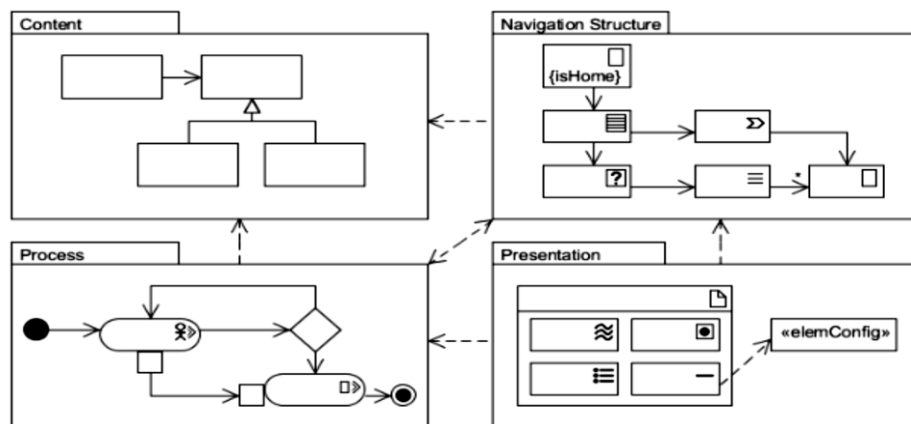 Content
Navigation Structure
{isHome}
?
*
Process
Presentation
«elemConfig»